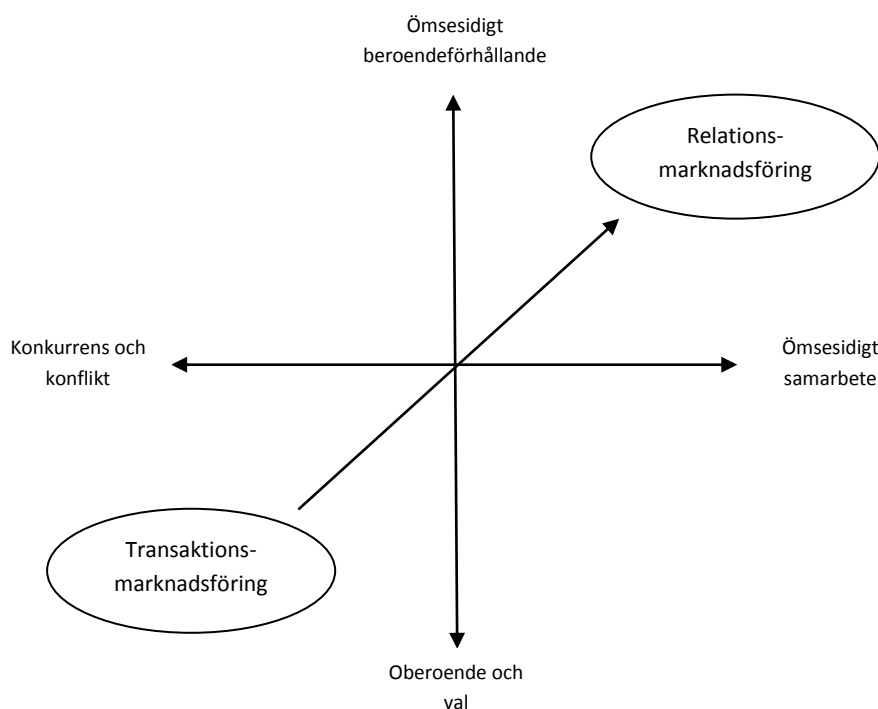 Ömsesidigt
beroendeförhållande
Relations-
marknadsföring
Konkurrens och
konflikt
Ömsesidigt
samarbete
Transaktions-
marknadsföring
Oberoende och
val